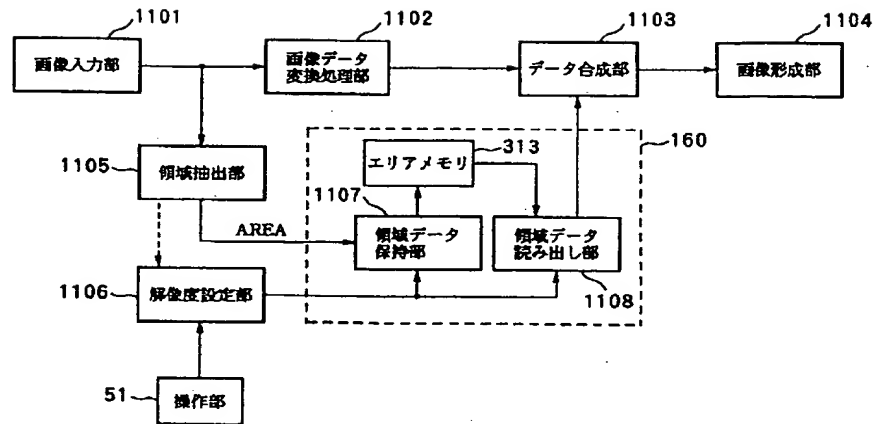 1101
1102
1103
1104
画像入力部
画像データ
変換処理部
データ合成部
画像形成部
1105
領域抽出部
エリアメモリ
313
160
1107
AREA
領域データ
保持部
領域データ
読み出し部
1108
1106
解像度設定部
51
操作部